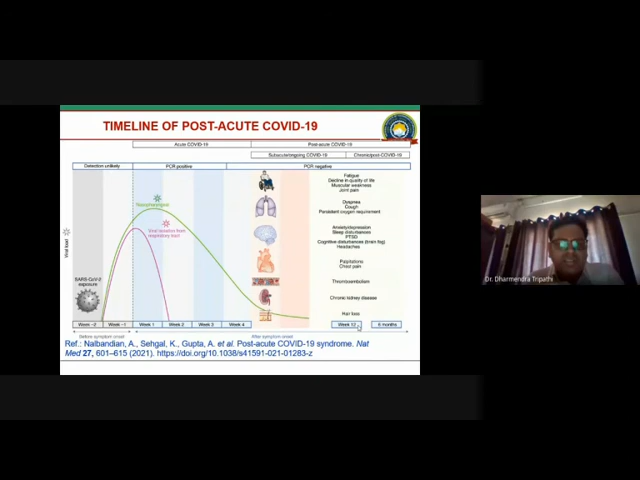 TIMELINE OF POST-ACUTE COVID-19
Acute COVID-19
Post-acute COVID-19
Subacute/ongoing COVID-19
Chronic/post-COVID-19
Detection unlikely
PCR positive
PCR negative
Fatigue
Decline in quality of life
Muscular weakness
Joint pain
Dyspnea
Cough
Persistent oxygen requirement
Anxiety/depression
Sleep disturbances
PTSD
Cognitive disturbances (brain fog)
Headaches
Palpitations
Chest pain
Thromboembolism
Chronic kidney disease
Hair loss
Nasopharyngeal
Viral isolation from
respiratory tract
Viral load
SARS-CoV-2
exposure
Week –2
Week –1
Week 1
Week 2
Week 3
Week 4
Week 12
6 months
Before symptom onset
After symptom onset
Ref.: Nalbandian, A., Sehgal, K., Gupta, A. et al. Post-acute COVID-19 syndrome. Nat
Med 27, 601–615 (2021). https://doi.org/10.1038/s41591-021-01283-z
Dr. Dharmendra Tripathi